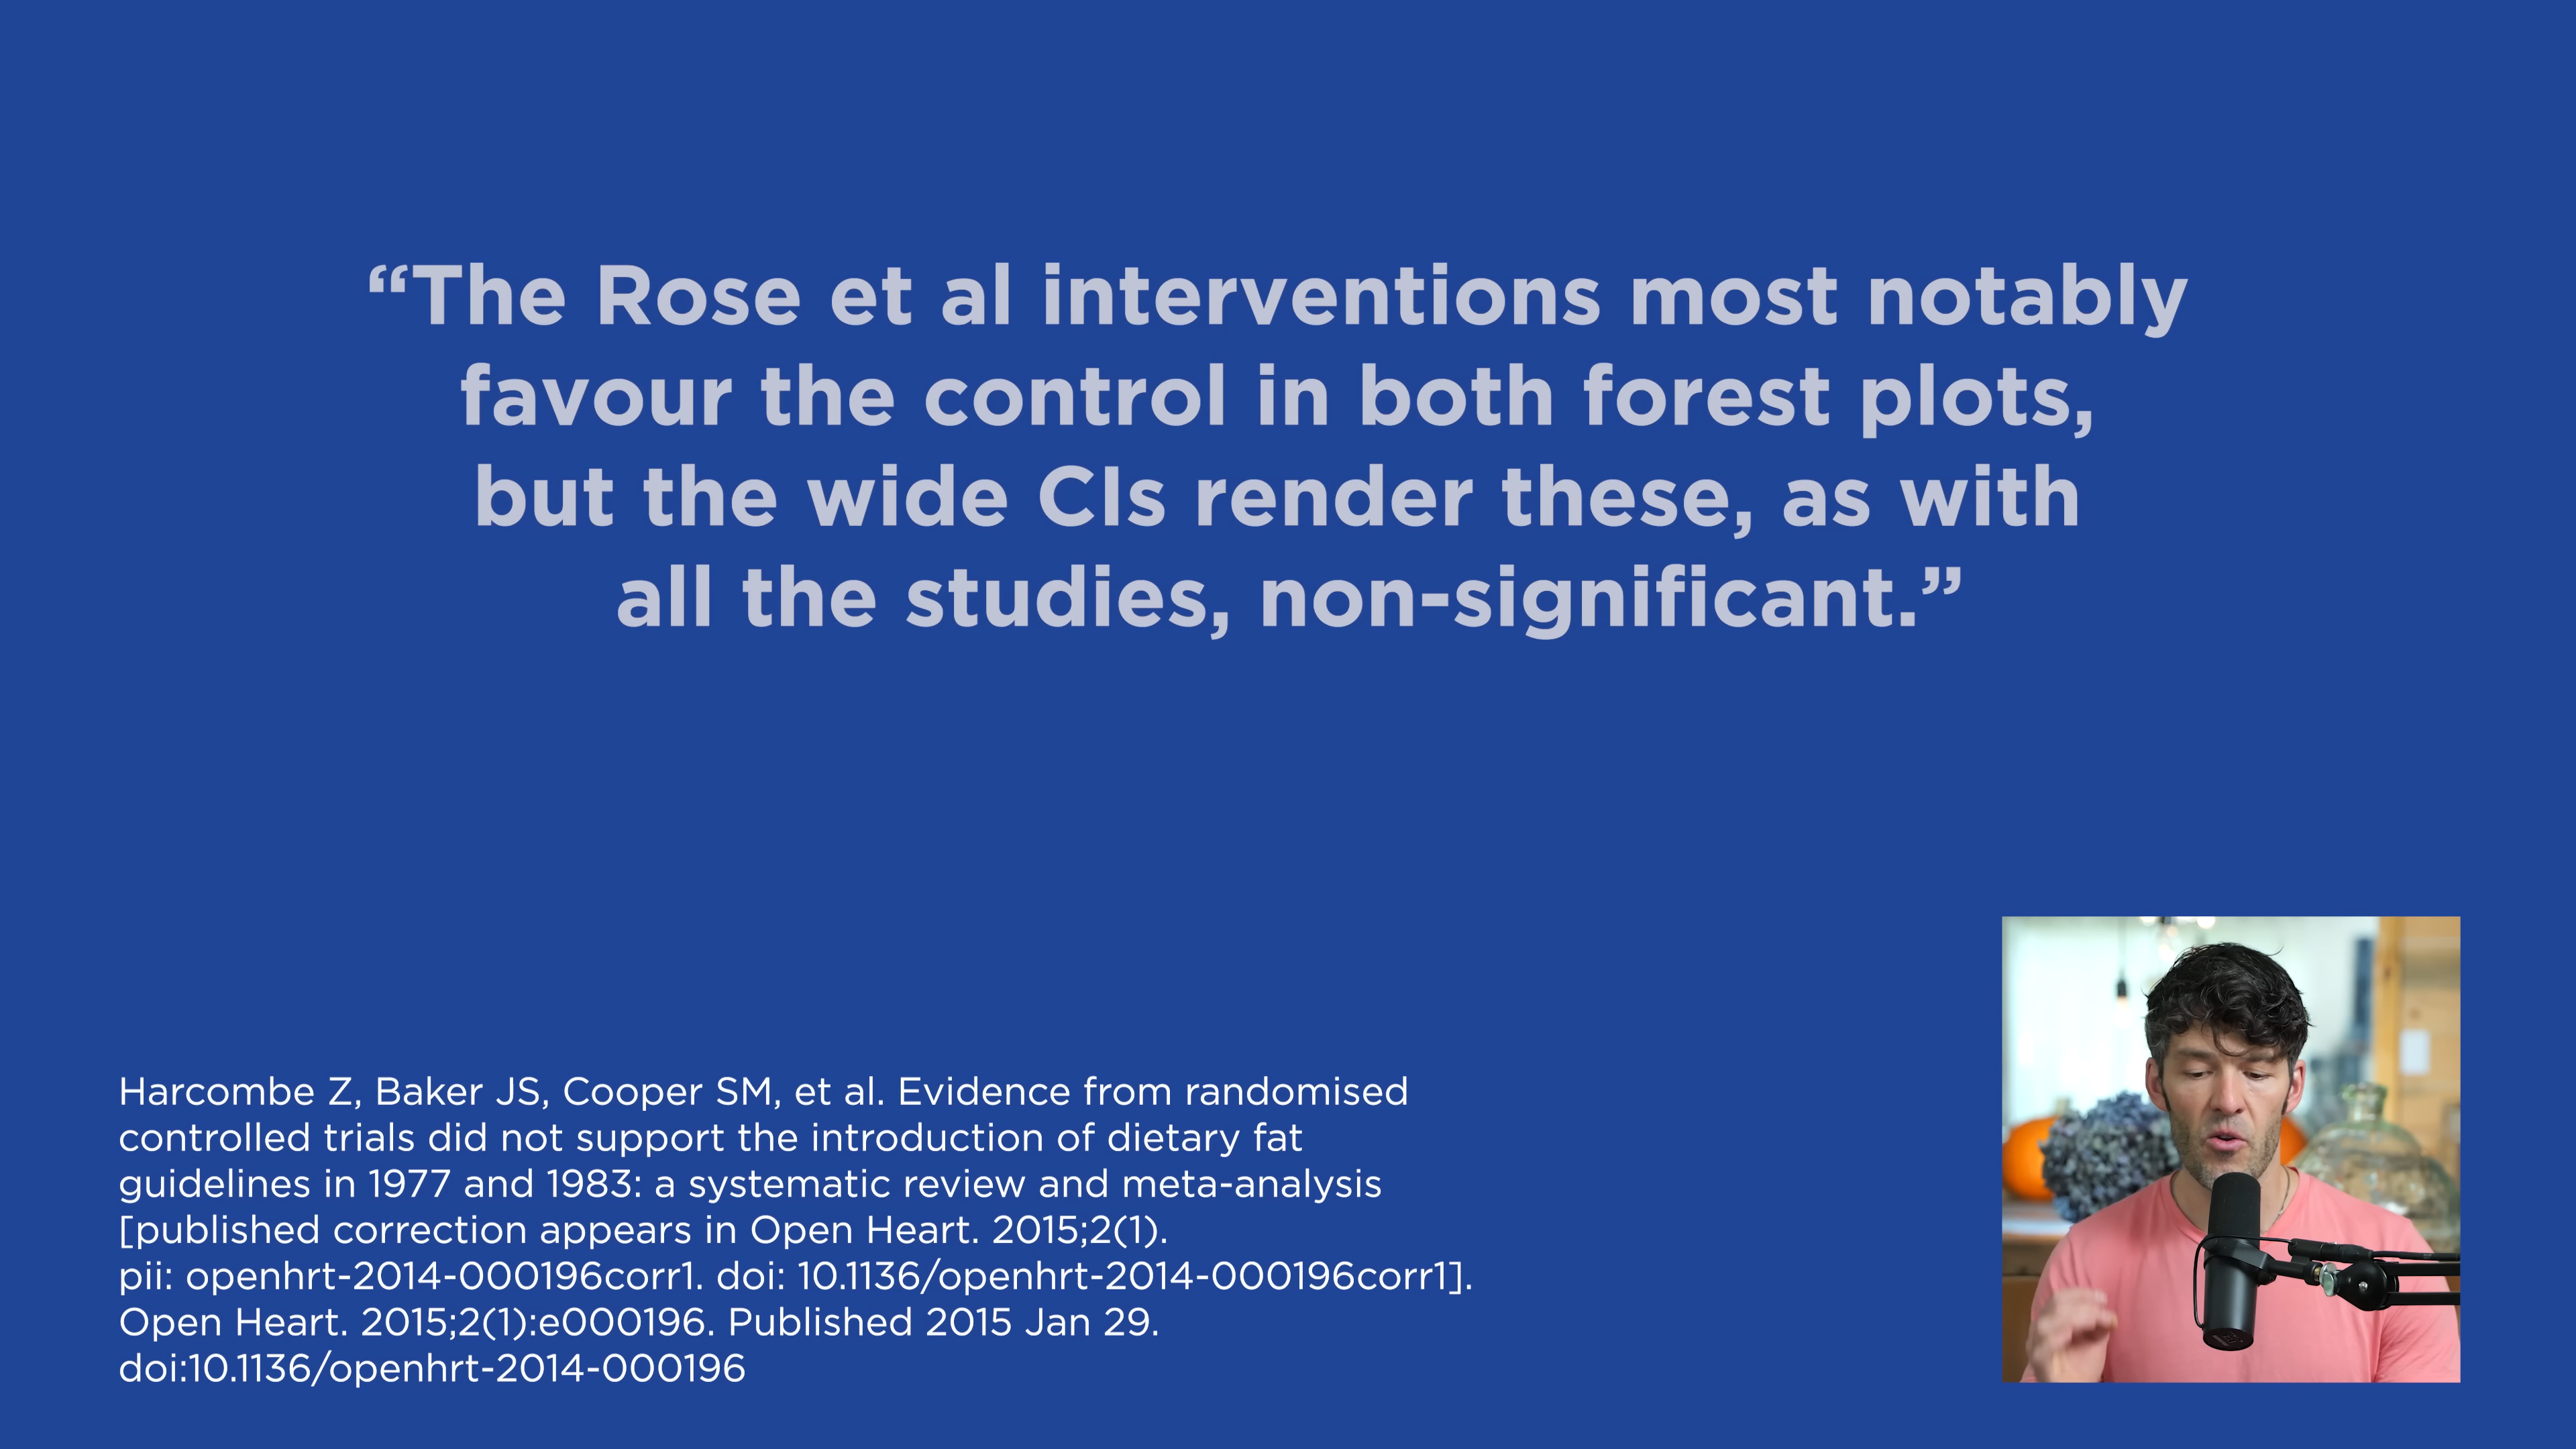 “The Rose et al interventions most notably
favour the control in both forest plots,
but the wide CIs render these, as with
all the studies, non-significant.”
Harcombe Z, Baker JS, Cooper SM, et al. Evidence from randomised
controlled trials did not support the introduction of dietary fat
guidelines in 1977 and 1983: a systematic review and meta-analysis
[published correction appears in Open Heart. 2015;2(1).
pii: openhrt-2014-000196corr1. doi: 10.1136/openhrt-2014-000196corr1].
Open Heart. 2015;2(1):e000196. Published 2015 Jan 29.
doi:10.1136/openhrt-2014-000196